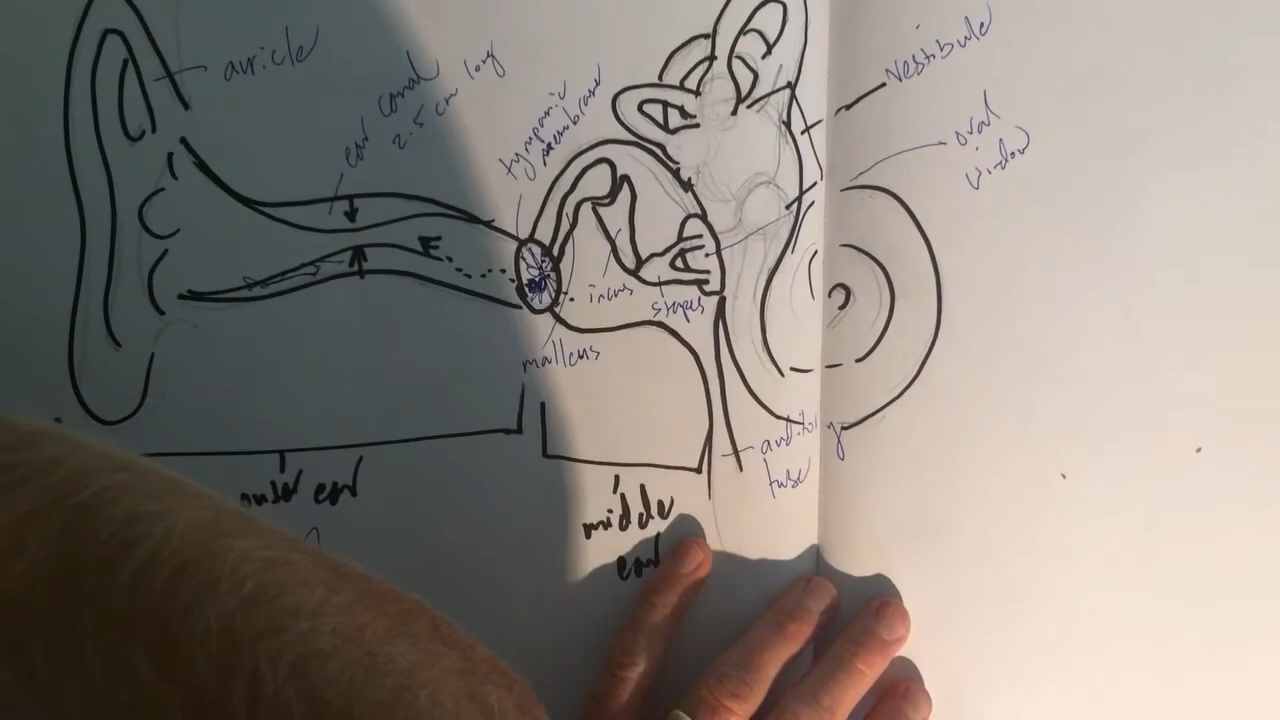 auricle
ear canal
2.5 cm long
tympanic
membrane
Vestibule
oval
window
incus
stapes
malleus
auditory
tube
outer ear
middle
ear